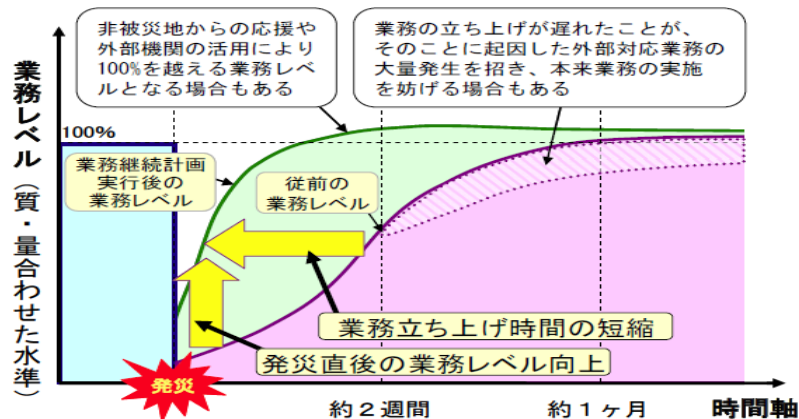 非被災地からの応援や
外部機関の活用により
100%を越える業務レベ
ルとなる場合もある
業務の立ち上げが遅れたことが、
そのことに起因した外部対応業務の
大量発生を招き、本来業務の実施
を妨げる場合もある
業務レベル（質・量合わせた水準）
100%
業務継続計画
実行後の
業務レベル
従前の
業務レベル
業務立ち上げ時間の短縮
発災直後の業務レベル向上
発災
約２週間
約１ヶ月
時間軸